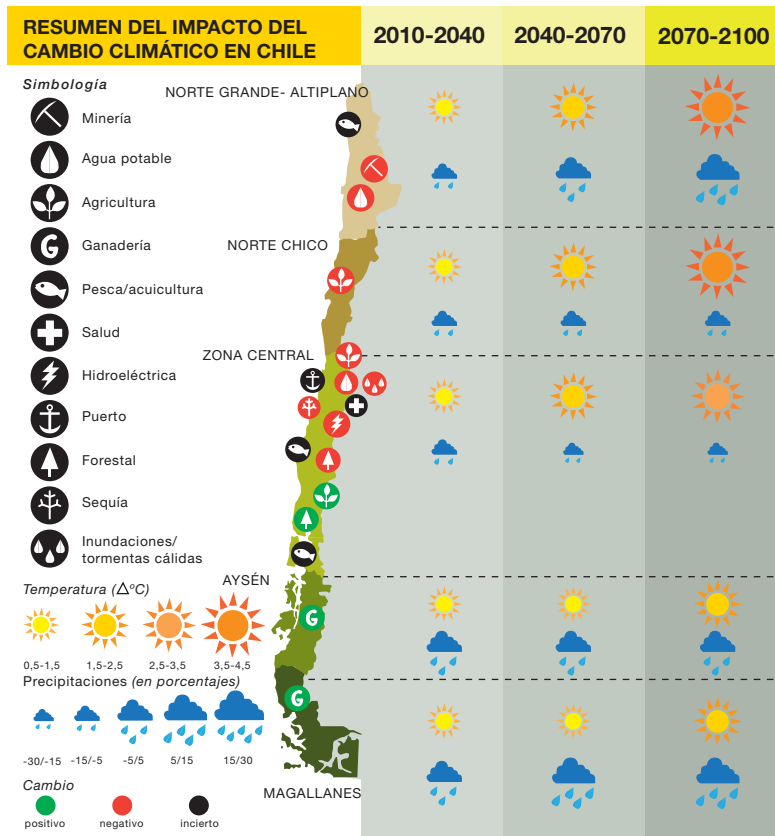 RESUMEN DEL IMPACTO DEL
CAMBIO CLIMÁTICO EN CHILE
2010-2040
2040-2070
2070-2100
Simbología
Minería
Agua potable
Agricultura
Ganadería
Pesca/acuicultura
Salud
Hidroeléctrica
Puerto
Forestal
Sequía
Inundaciones/
tormentas cálidas
G
NORTE GRANDE- ALTIPLANO
NORTE CHICO
ZONA CENTRAL
AYSÉN
G
G
MAGALLANES
Temperatura (△°C)
0,5-1,5
1,5-2,5
2,5-3,5
3,5-4,5
Precipitaciones (en porcentajes)
-30/-15
-15/-5
-5/5
5/15
15/30
Cambio
positivo
negativo
incierto